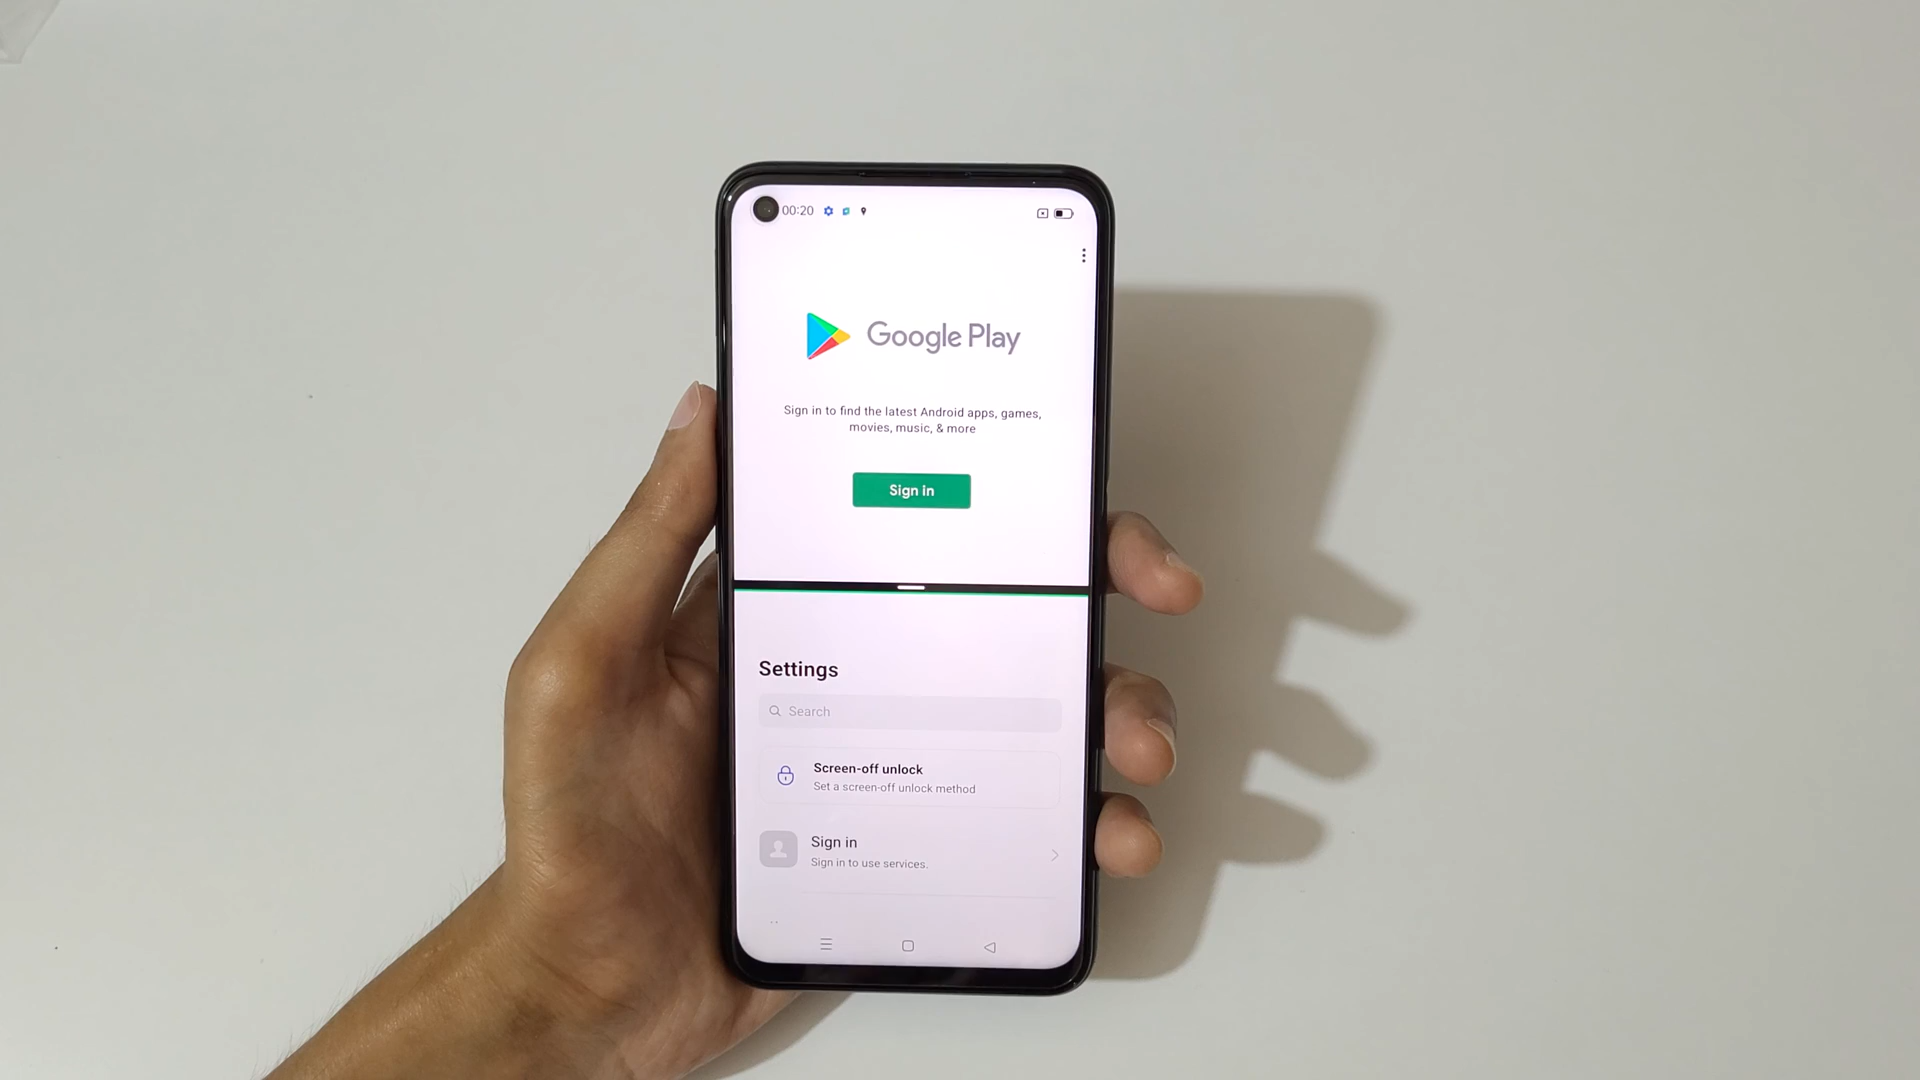 00:20
Google Play
Sign in to find the latest Android apps, games,
movies, music, & more
Sign in
Settings
Search
Screen-off unlock
Set a screen-off unlock method
Sign in
Sign in to use services.